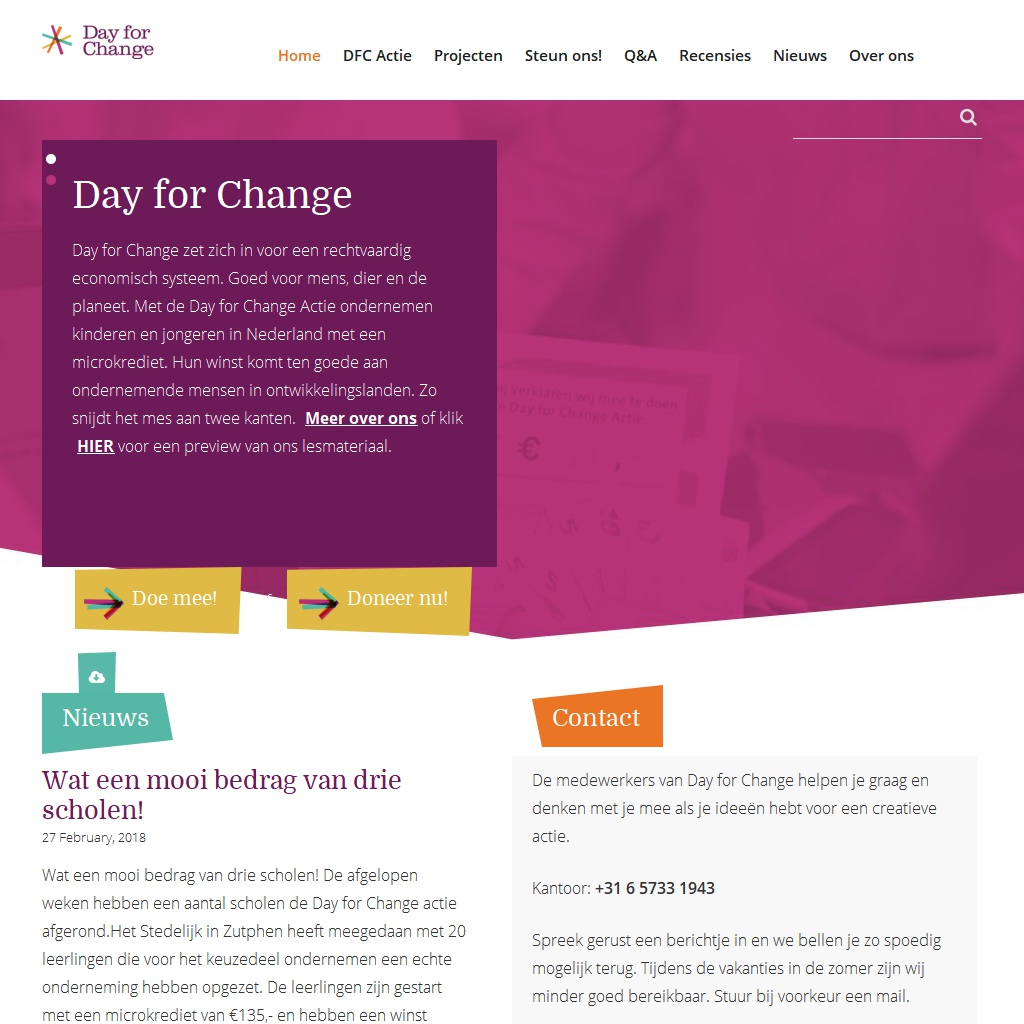 Day for
Change
Home DFC Actie Projecten Steun ons! Q&A Recensies Nieuws Over ons
Day for Change
Day for Change zet zich in voor een rechtvaardig
economisch systeem. Goed voor mens, dier en de
planeet. Met de Day for Change Actie ondernemen
kinderen en jongeren in Nederland met een
microkrediet. Hun winst komt ten goede aan
ondernemende mensen in ontwikkelingslanden. Zo
snijdt het mes aan twee kanten. Meer over ons of klik
HIER voor een preview van ons lesmateriaal.
verklaren wij mee te doen
Day for Change Actie.
€
Doe mee!
Doneer nu!
Nieuws
Wat een mooi bedrag van drie
scholen!
27 February, 2018
Wat een mooi bedrag van drie scholen! De afgelopen
weken hebben een aantal scholen de Day for Change actie
afgerond.Het Stedelijk in Zutphen heeft meegedaan met 20
leerlingen die voor het keuzedeel ondernemen een echte
onderneming hebben opgezet. De leerlingen zijn gestart
met een microkrediet van €135,- en hebben een winst
Contact
De medewerkers van Day for Change helpen je graag en
denken met je mee als je ideeën hebt voor een creatieve
actie.
Kantoor: +31 6 5733 1943
Spreek gerust een berichtje in en we bellen je zo spoedig
mogelijk terug. Tijdens de vakanties in de zomer zijn wij
minder goed bereikbaar. Stuur bij voorkeur een mail.